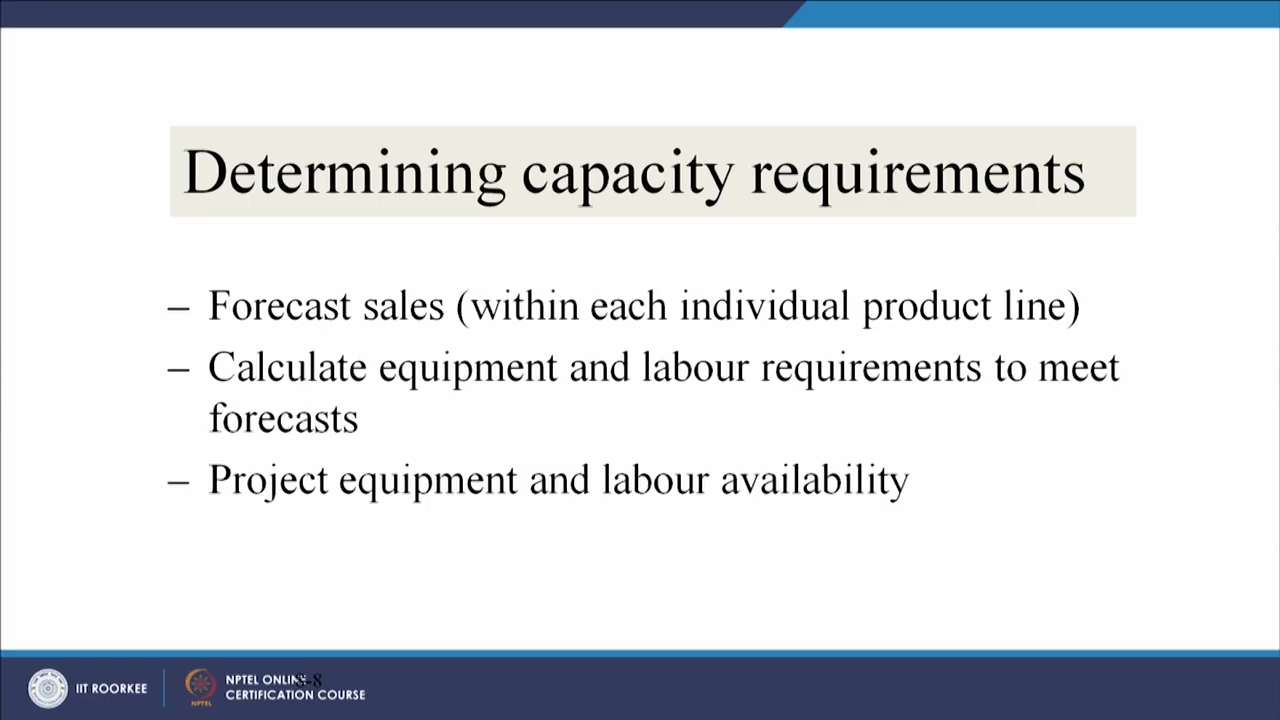 Determining capacity requirements
– Forecast sales (within each individual product line)
– Calculate equipment and labour requirements to meet
forecasts
– Project equipment and labour availability
IIT ROORKEE
NPTEL
NPTEL ONLINE
CERTIFICATION COURSE